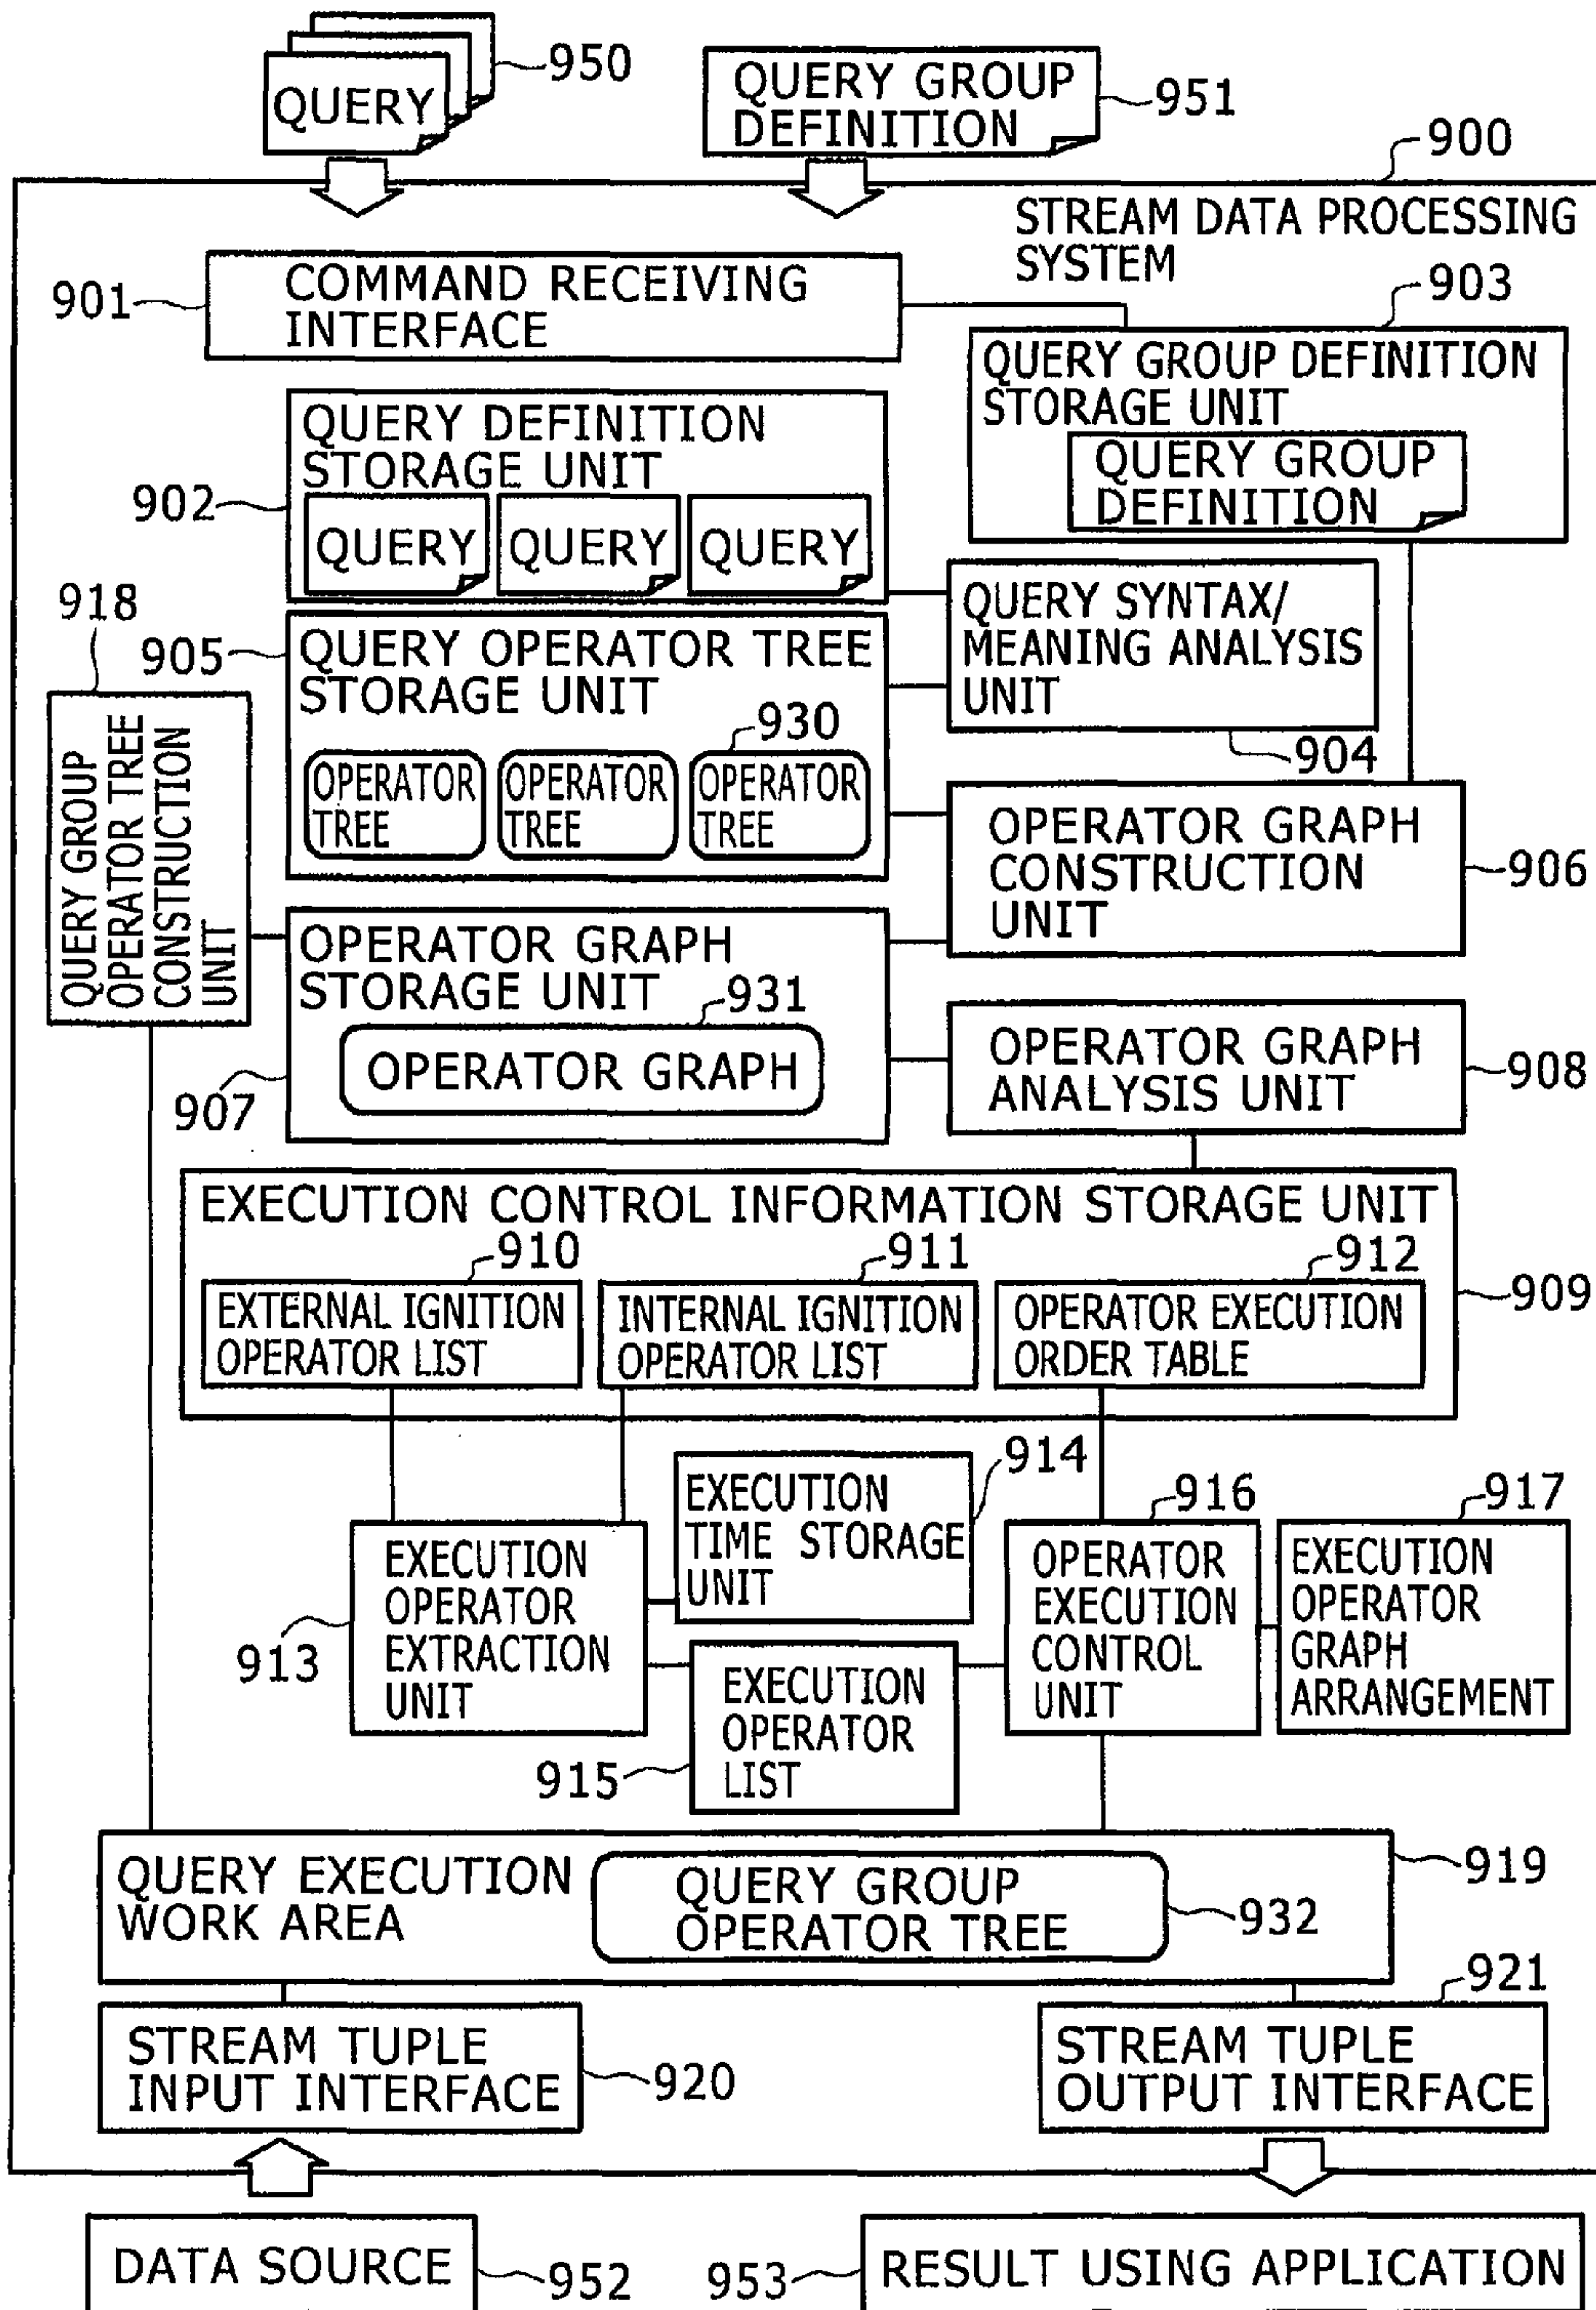 950
QUERY
QUERY GROUP
DEFINITION
951
900
STREAM DATA PROCESSING
SYSTEM
901
COMMAND RECEIVING
INTERFACE
903
QUERY GROUP DEFINITION
STORAGE UNIT
QUERY GROUP
DEFINITION
QUERY DEFINITION
STORAGE UNIT
902
QUERY
QUERY
QUERY
918
QUERY SYNTAX/
MEANING ANALYSIS
UNIT
904
905
QUERY OPERATOR TREE
STORAGE UNIT
930
OPERATOR
TREE
OPERATOR
TREE
OPERATOR
TREE
QUERY GROUP
OPERATOR TREE
CONSTRUCTION
UNIT
OPERATOR GRAPH
CONSTRUCTION
UNIT
906
OPERATOR GRAPH
STORAGE UNIT
931
OPERATOR GRAPH
907
OPERATOR GRAPH
ANALYSIS UNIT
908
EXECUTION CONTROL INFORMATION STORAGE UNIT
910
911
912
909
EXTERNAL IGNITION
OPERATOR LIST
INTERNAL IGNITION
OPERATOR LIST
OPERATOR EXECUTION
ORDER TABLE
914
EXECUTION
TIME STORAGE
UNIT
916
917
913
EXECUTION
OPERATOR
EXTRACTION
UNIT
OPERATOR
EXECUTION
CONTROL
UNIT
EXECUTION
OPERATOR
GRAPH
ARRANGEMENT
915
EXECUTION
OPERATOR
LIST
QUERY EXECUTION
WORK AREA
QUERY GROUP
OPERATOR TREE
932
919
921
STREAM TUPLE
INPUT INTERFACE
920
STREAM TUPLE
OUTPUT INTERFACE
DATA SOURCE
952
953
RESULT USING APPLICATION